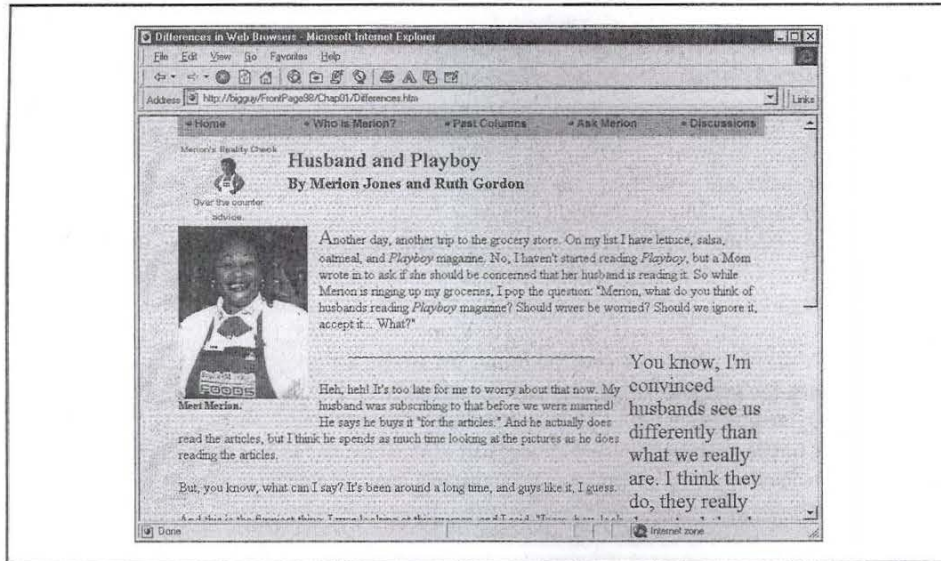 Differences in Web Browsers - Microsoft Internet Explorer
File Edit View Go Favorites Help
Address http://bigguy/FrontPage98/Chap01/Differences.htm Links
Home Who is Merion? Past Columns Ask Merion Discussions
Merion's Reality Check
Over the counter
advice.
Husband and Playboy
By Merion Jones and Ruth Gordon
Another day, another trip to the grocery store. On my list I have lettuce, salsa,
oatmeal, and Playboy magazine. No, I haven't started reading Playboy, but a Mom
wrote in to ask if she should be concerned that her husband is reading it. So while
Merion is ringing up my groceries, I pop the question: "Merion, what do you think of
husbands reading Playboy magazine? Should wives be worried? Should we ignore it,
accept it... What?"
FOODS
Meet Merion.
Heh, heh! It's too late for me to worry about that now. My
husband was subscribing to that before we were married!
He says he buys it "for the articles." And he actually does
read the articles, but I think he spends as much time looking at the pictures as he does
reading the articles.
But, you know, what can I say? It's been around a long time, and guys like it, I guess.
You know, I'm
convinced
husbands see us
differently than
what we really
are. I think they
do, they really
Done Internet zone